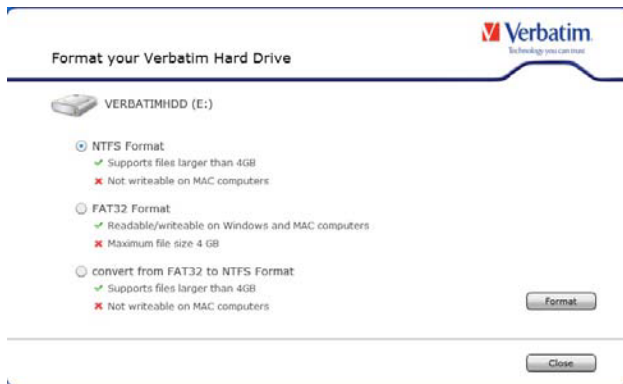 Verbatim.
Technology you can trust
Format your Verbatim Hard Drive
VERBATIMHDD (E:)
NTFS Format
Supports files larger than 4GB
Not writeable on MAC computers
FAT32 Format
Readable/writeable on Windows and MAC computers
Maximum file size 4 GB
convert from FAT32 to NTFS Format
Supports files larger than 4GB
Not writeable on MAC computers
Format
Close